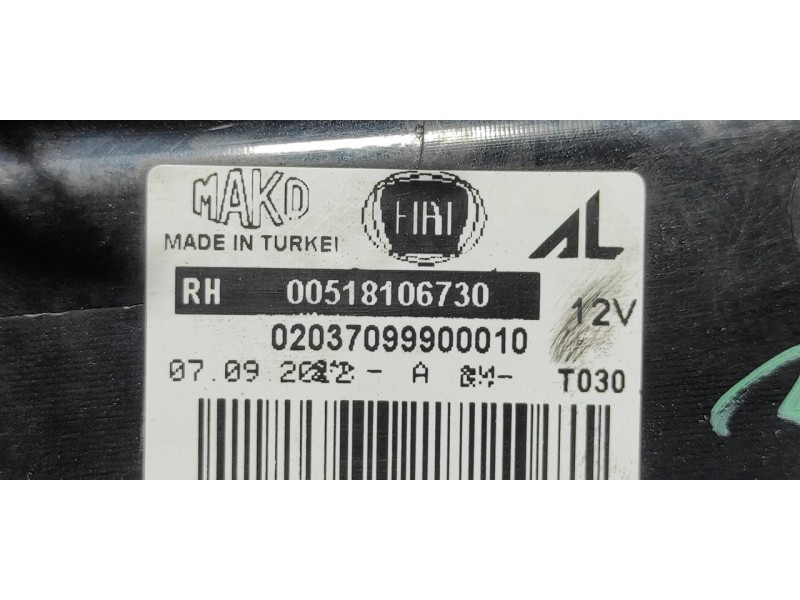 MAKO FIAT AL
MADE IN TURKEI
RH 00518106730
12V
02037099900010
07.09 - A T030